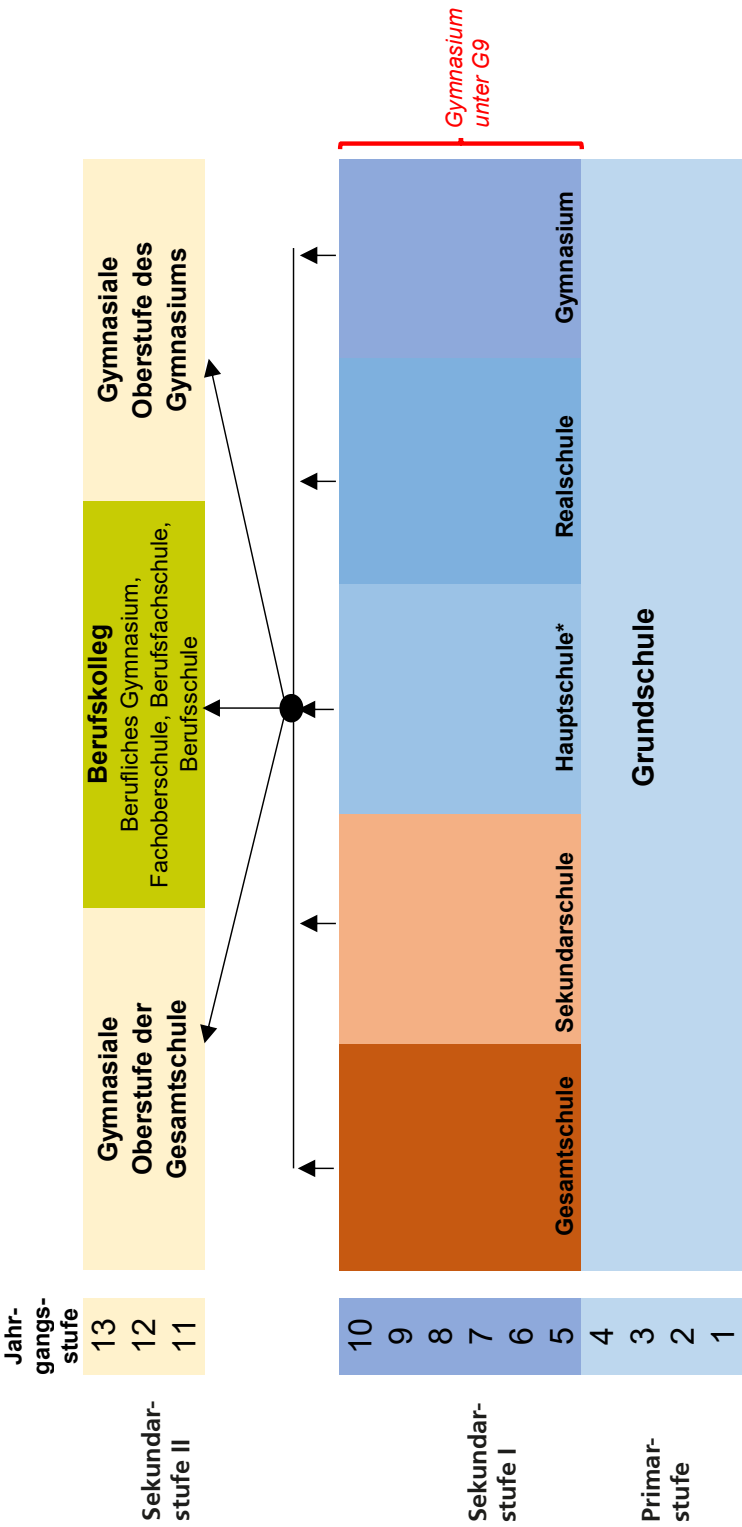 Jahr-
gangs-
stufe
Sekundar-
stufe II
13
12
11
Gymnasiale
Oberstufe der
Gesamtschule
Berufskolleg
Berufliches Gymnasium,
Fachoberschule, Berufsfachschule,
Berufsschule
Gymnasiale
Oberstufe des
Gymnasiums
Sekundar-
stufe I
10
9
8
7
6
5
Gesamtschule
Sekundarschule
Hauptschule*
Realschule
Gymnasium
Gymnasium
unter G9
Primar-
stufe
4
3
2
1
Grundschule